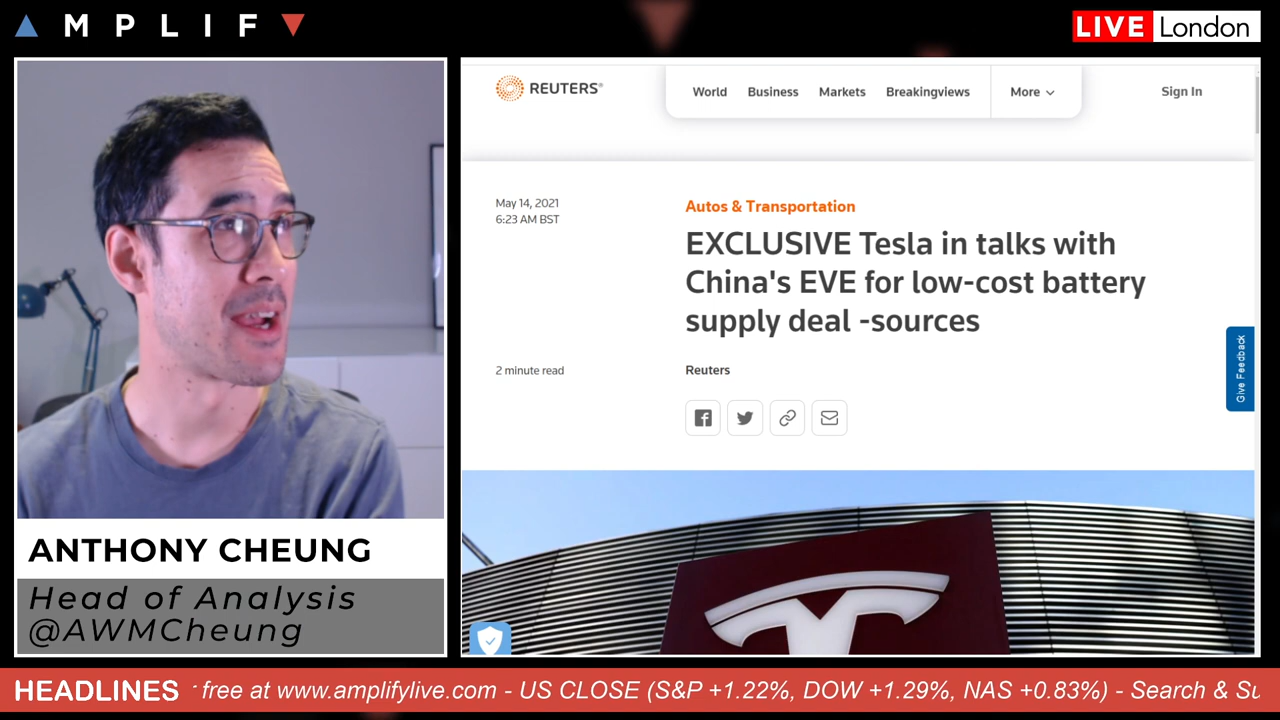 AMPLIFY
LIVE London
REUTERS®
World Business Markets Breakingviews More
Sign In
May 14, 2021
6:23 AM BST
Autos & Transportation
EXCLUSIVE Tesla in talks with
China's EVE for low-cost battery
supply deal -sources
2 minute read
Reuters
Give Feedback
ANTHONY CHEUNG
Head of Analysis
@AWMCheung
HEADLINES free at www.amplifylive.com - US CLOSE (S&P +1.22%, DOW +1.29%, NAS +0.83%) - Search &